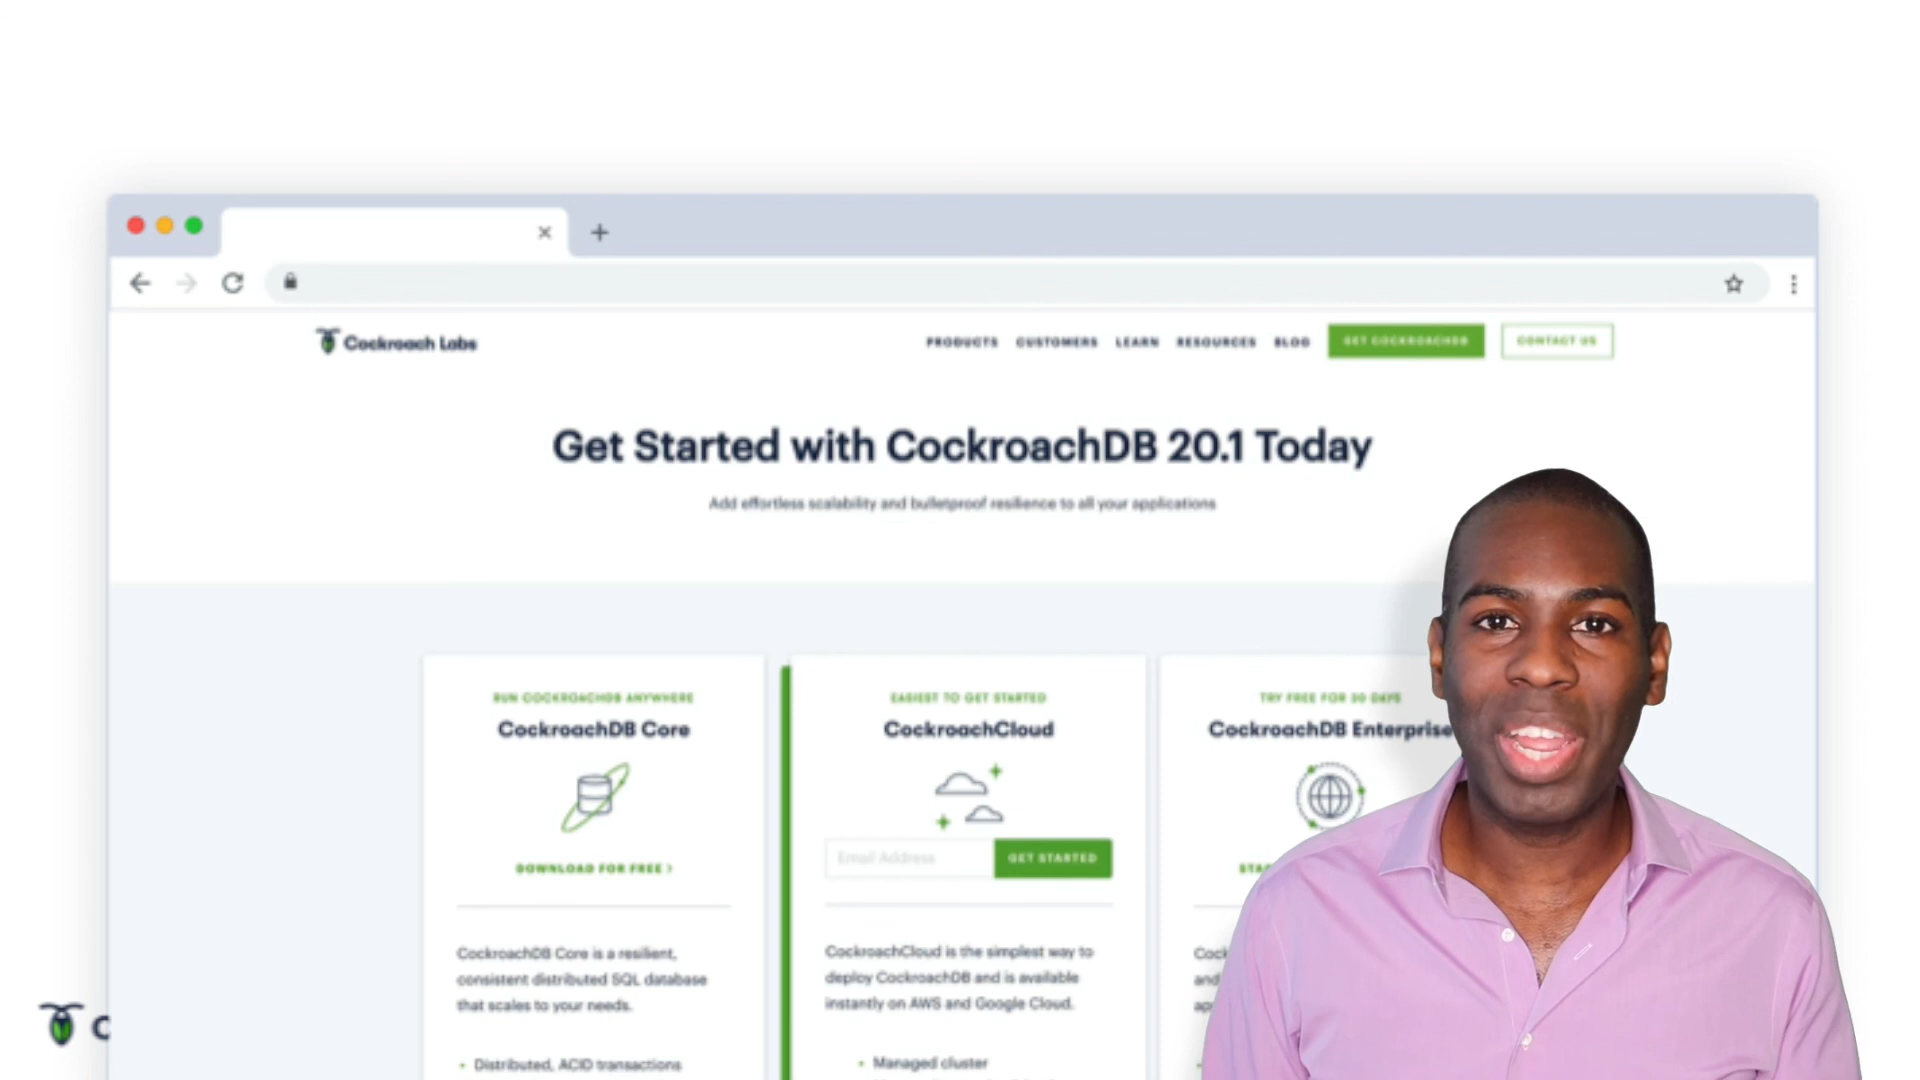 Cockroach Labs
PRODUCTS CUSTOMERS LEARN RESOURCES BLOG GET COCKROACHDB CONTACT US
Get Started with CockroachDB 20.1 Today
Add effortless scalability and bulletproof resilience to all your applications
RUN COCKROACHDB ANYWHERE
CockroachDB Core
DOWNLOAD FOR FREE >
CockroachDB Core is a resilient,
consistent distributed SQL database
that scales to your needs.
• Distributed, ACID transactions
EASIEST TO GET STARTED
CockroachCloud
Email Address GET STARTED
CockroachCloud is the simplest way to
deploy CockroachDB and is available
instantly on AWS and Google Cloud.
• Managed cluster
TRY FREE FOR 30 DAYS
CockroachDB Enterprise
and
C